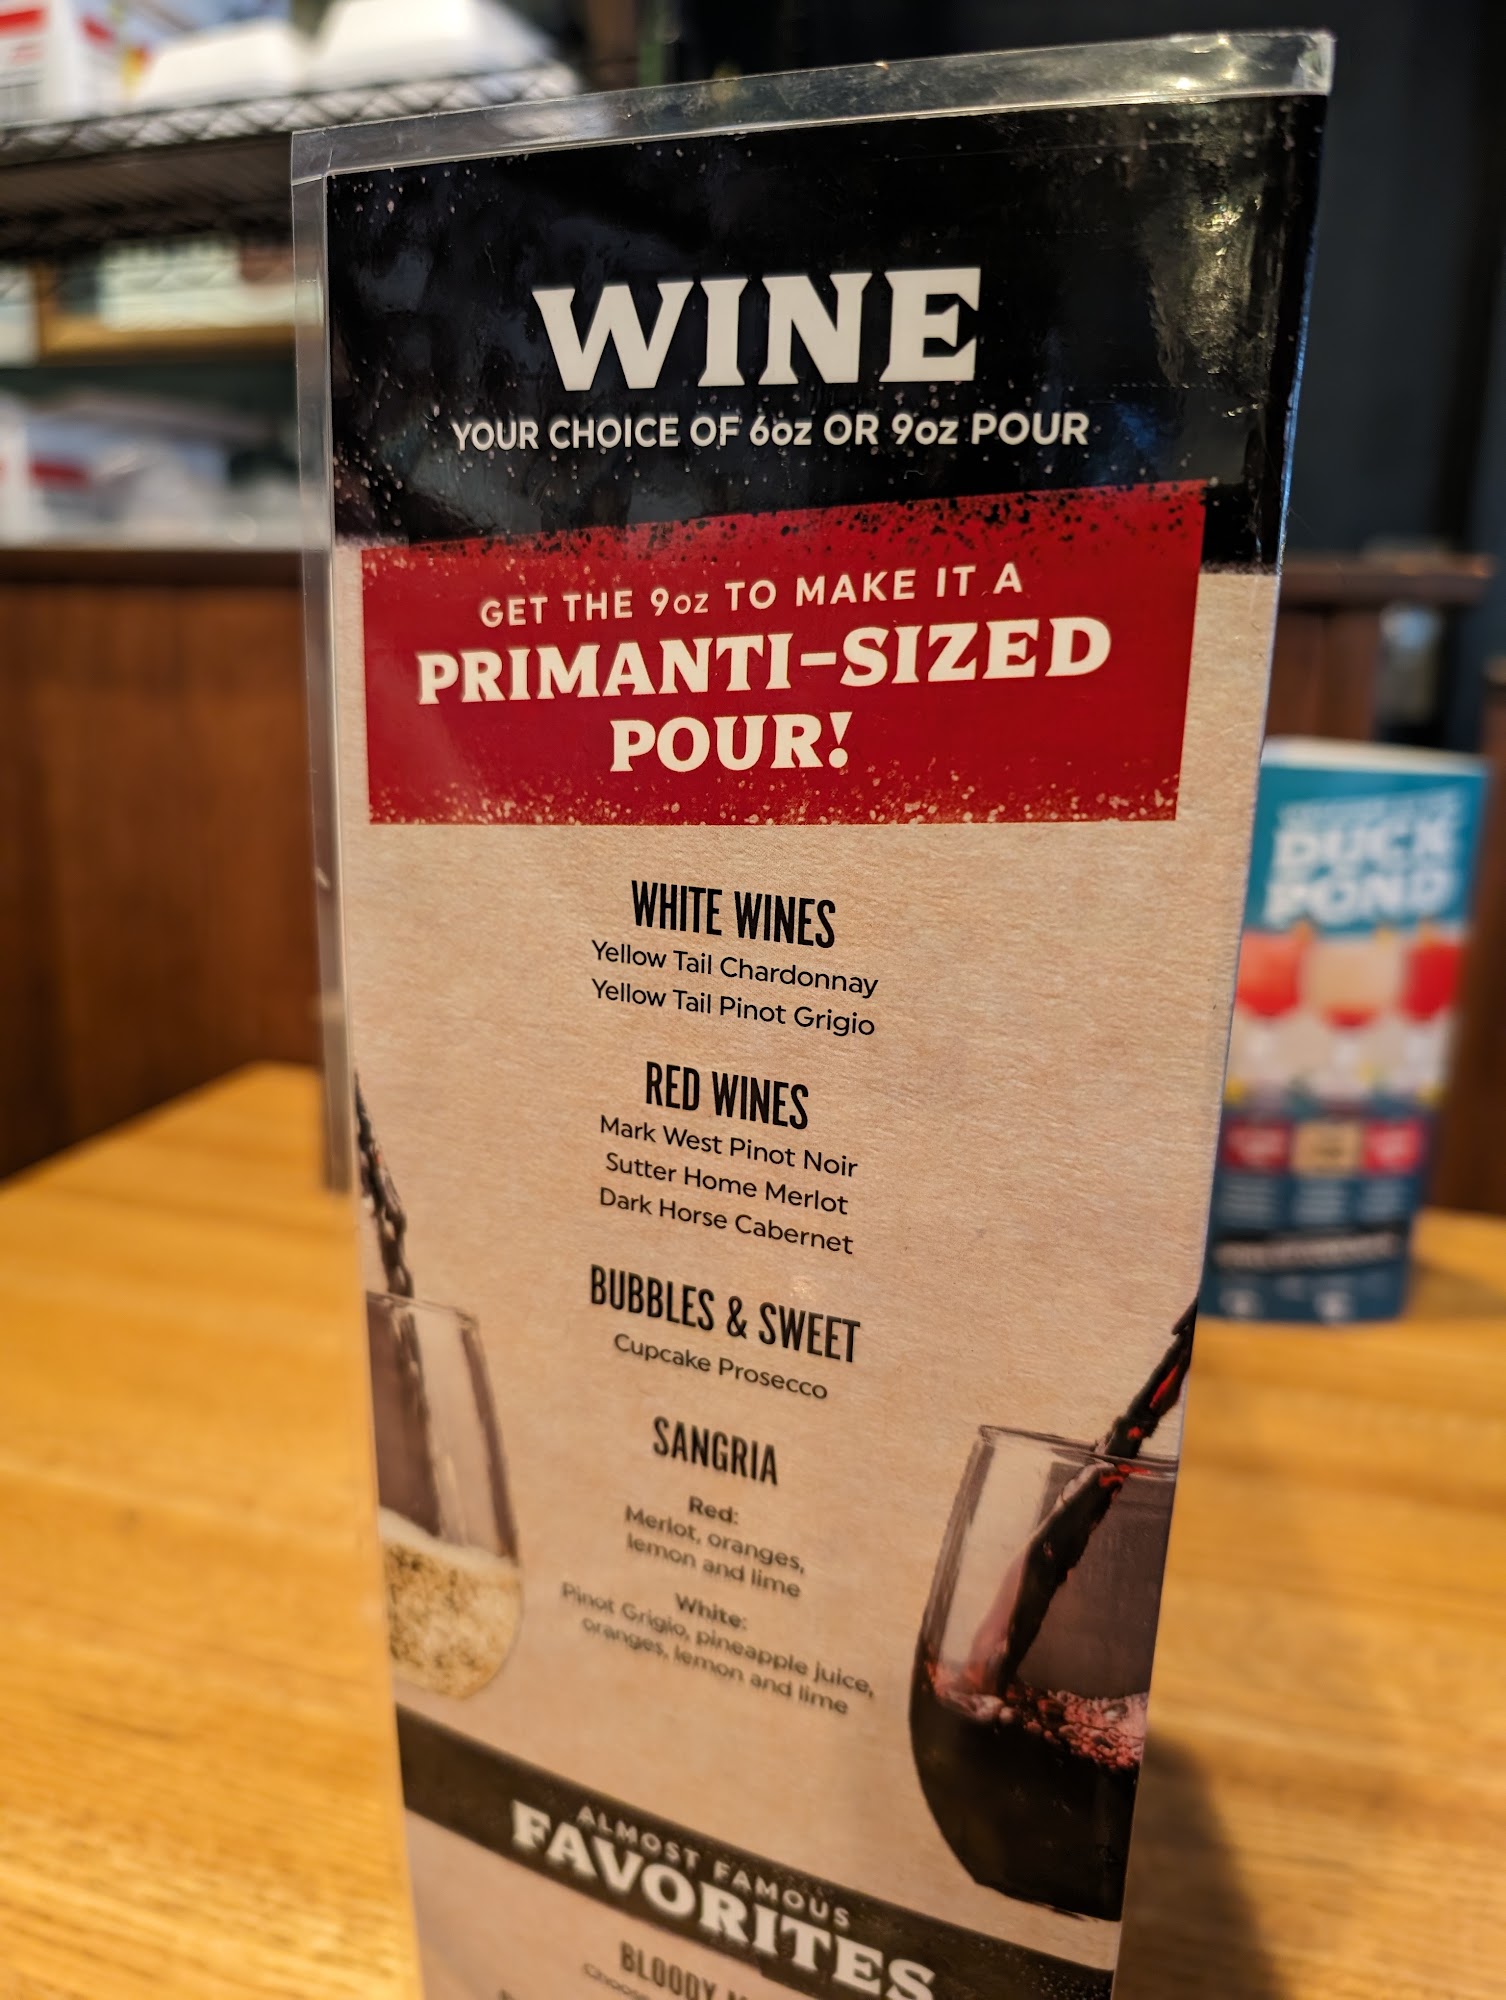 WINE
YOUR CHOICE OF 6oz OR 9oz POUR
GET THE 9oz TO MAKE IT A
PRIMANTI-SIZED
POUR!
WHITE WINES
Yellow Tail Chardonnay
Yellow Tail Pinot Grigio
RED WINES
Mark West Pinot Noir
Sutter Home Merlot
Dark Horse Cabernet
BUBBLES & SWEET
Cupcake Prosecco
SANGRIA
Red:
Merlot, oranges,
lemon and lime
White:
Pinot Grigio, pineapple juice,
oranges, lemon and lime
ALMOST FAMOUS
FAVORITES
BLOODY
DUCK
POND